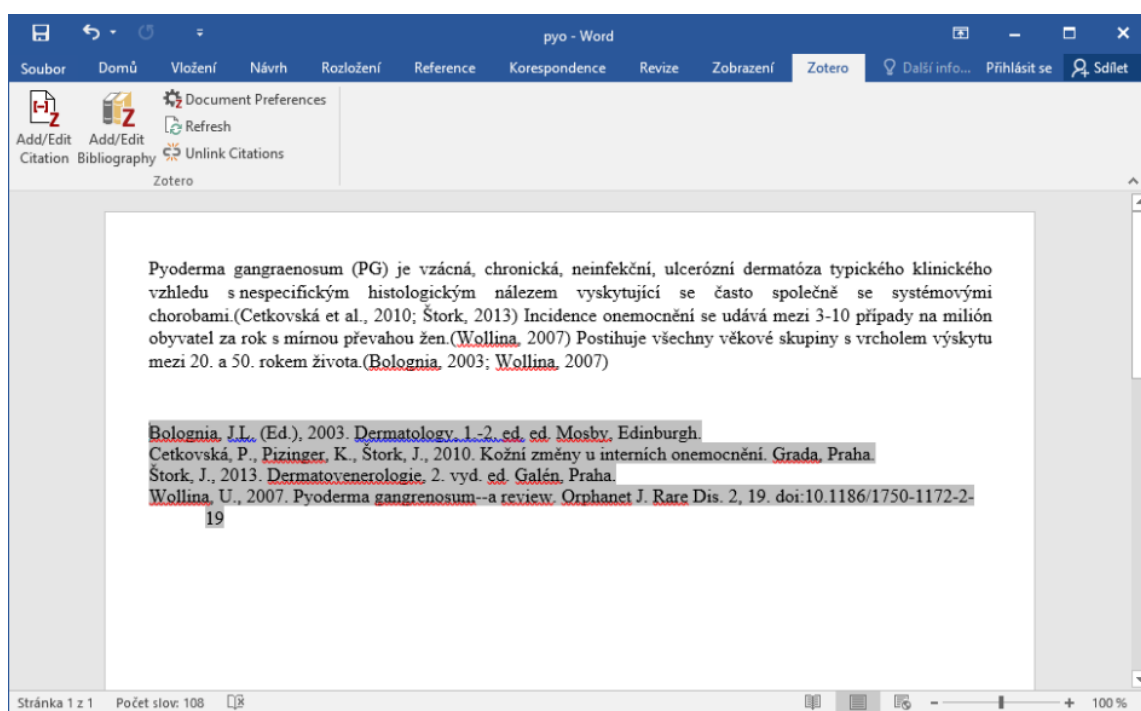 pyo - Word
Soubor Domů Vložení Návrh Rozložení Reference Korespondence Revize Zobrazení Zotero Další info... Přihlásit se Sdílet
Add/Edit Citation
Add/Edit Bibliography
Document Preferences
Refresh
Unlink Citations
Zotero
Pyoderma gangraenosum (PG) je vzácná, chronická, neinfekční, ulcerózní dermatóza typického klinického
vzhledu s nespecifickým histologickým nálezem vyskytující se často společně se systémovými
chorobami.(Cetkovská et al., 2010; Štork, 2013) Incidence onemocnění se udává mezi 3-10 případy na milión
obyvatel za rok s mírnou převahou žen.(Wollina, 2007) Postihuje všechny věkové skupiny s vrcholem výskytu
mezi 20. a 50. rokem života.(Bolognia, 2003; Wollina, 2007)
Bolognia, J.L. (Ed.), 2003. Dermatology. 1.-2. ed, ed. Mosby, Edinburgh.
Cetkovská, P., Pizinger, K., Štork, J., 2010. Kožní změny u interních onemocnění. Grada, Praha.
Štork, J., 2013. Dermatovenerologie, 2. vyd. ed. Galén, Praha.
Wollina, U., 2007. Pyoderma gangrenosum--a review. Orphanet J. Rare Dis. 2, 19. doi:10.1186/1750-1172-2-
19
Stránka 1 z 1 Počet slov: 108 100 %